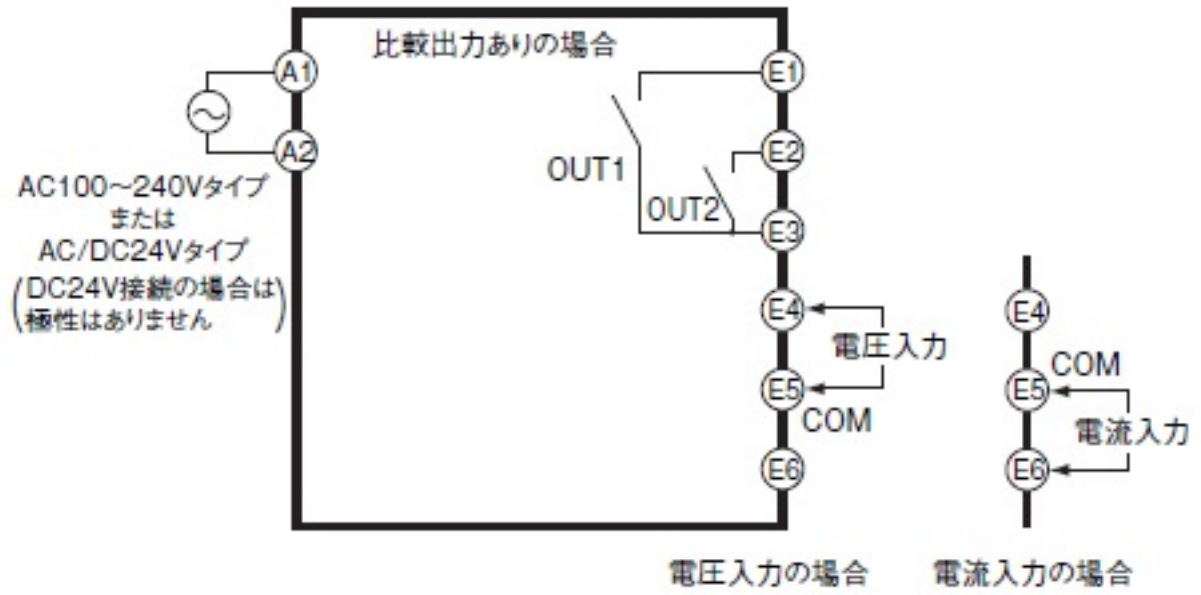 比較出力ありの場合
A1
A2
AC100～240Vタイプ
または
AC/DC24Vタイプ
(DC24V接続の場合は
極性はありません)
OUT1
OUT2
E1
E2
E3
E4
電圧入力
E5
COM
E6
電圧入力の場合
E4
COM
E5
電流入力
E6
電流入力の場合